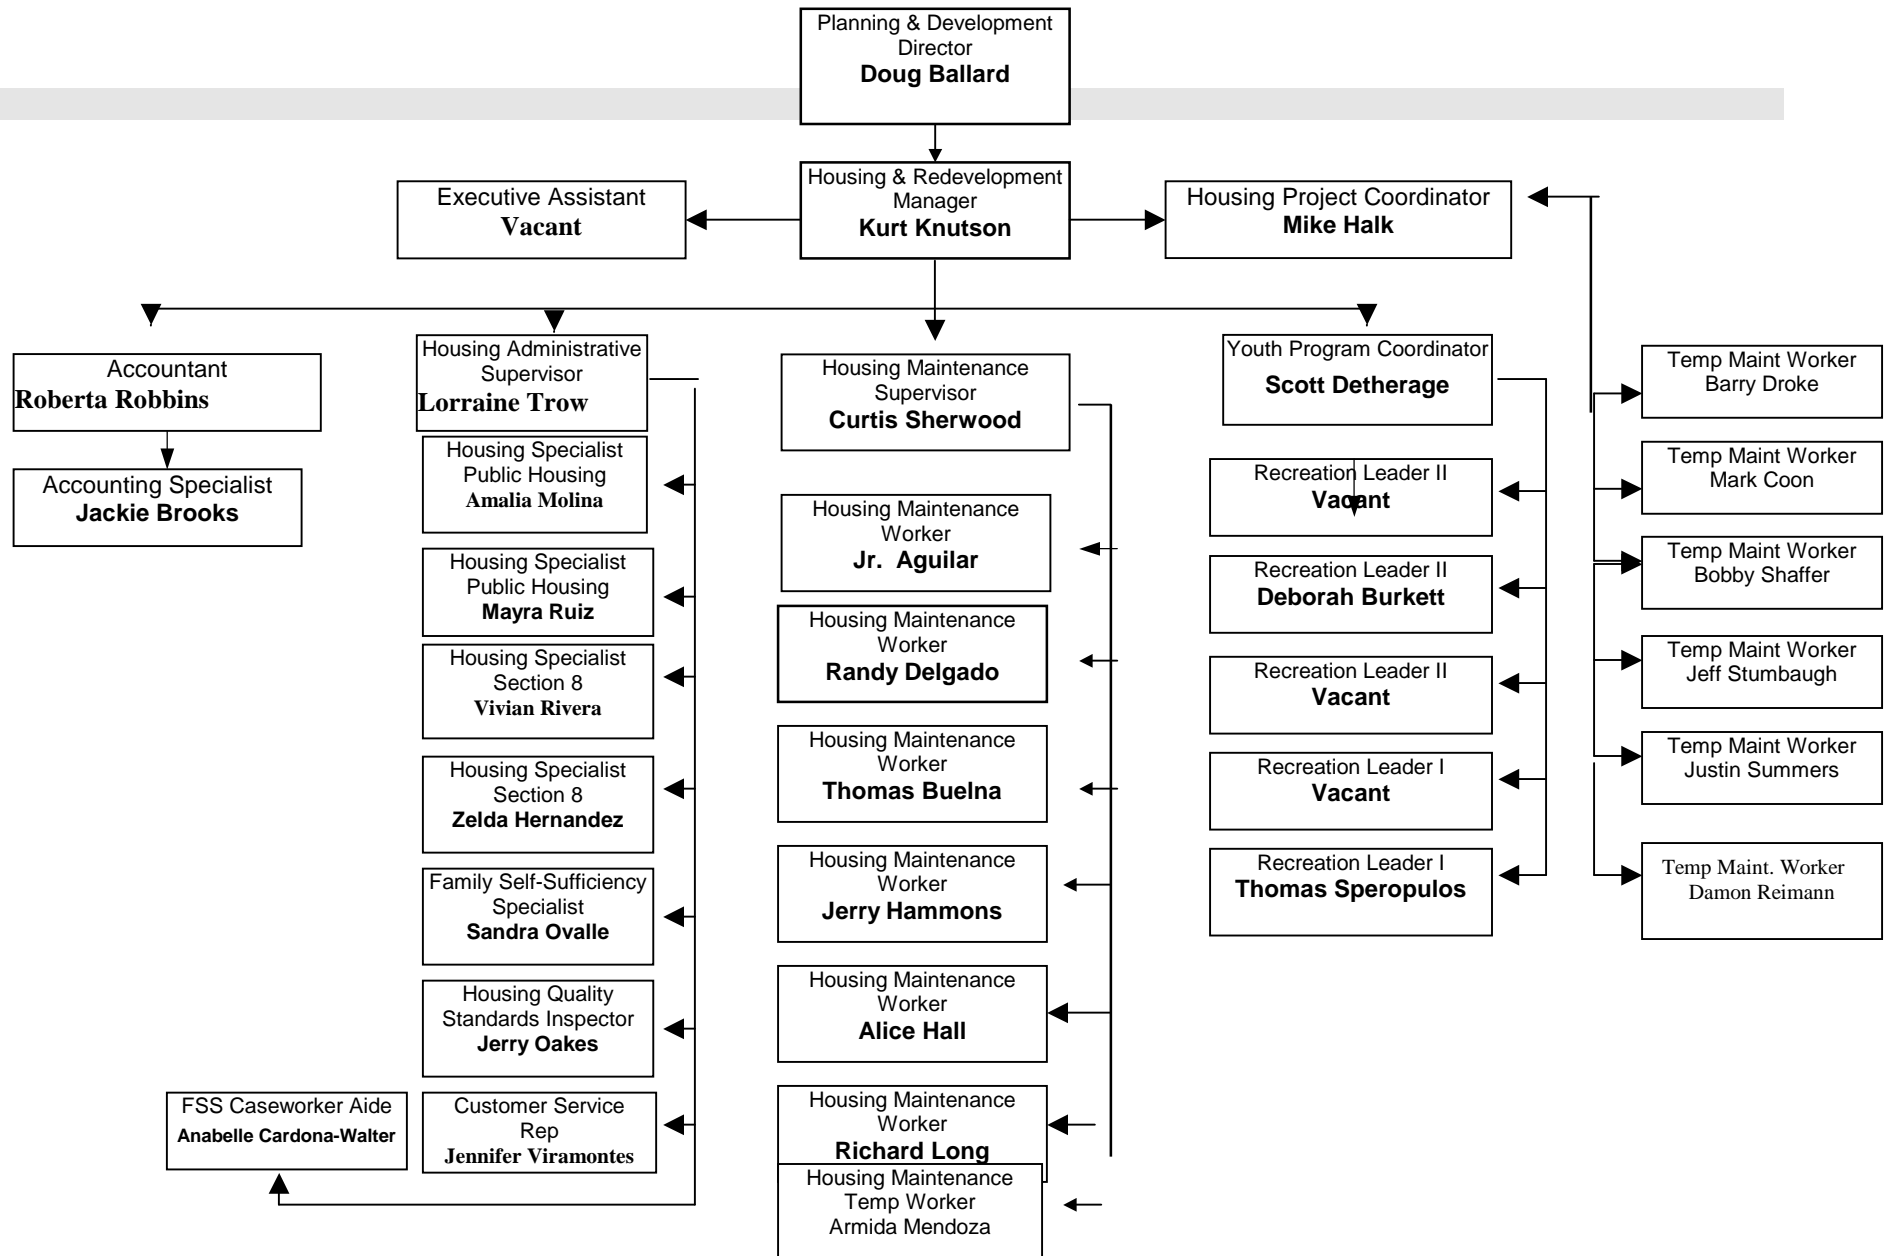 Planning & Development
Director
Doug Ballard
Executive Assistant
Vacant
Housing & Redevelopment
Manager
Kurt Knutson
Housing Project Coordinator
Mike Halk
Accountant
Roberta Robbins
Accounting Specialist
Jackie Brooks
Housing Administrative
Supervisor
Lorraine Trow
Housing Specialist
Public Housing
Amalia Molina
Housing Specialist
Public Housing
Mayra Ruiz
Housing Specialist
Section 8
Vivian Rivera
Housing Specialist
Section 8
Zelda Hernandez
Family Self-Sufficiency
Specialist
Sandra Ovalle
Housing Quality
Standards Inspector
Jerry Oakes
FSS Caseworker Aide
Anabelle Cardona-Walter
Customer Service
Rep
Jennifer Viramontes
Housing Maintenance
Supervisor
Curtis Sherwood
Housing Maintenance
Worker
Jr. Aguilar
Housing Maintenance
Worker
Randy Delgado
Housing Maintenance
Worker
Thomas Buelna
Housing Maintenance
Worker
Jerry Hammons
Housing Maintenance
Worker
Alice Hall
Housing Maintenance
Worker
Richard Long
Housing Maintenance
Temp Worker
Armida Mendoza
Youth Program Coordinator
Scott Detherage
Recreation Leader II
Vacant
Recreation Leader II
Deborah Burkett
Recreation Leader II
Vacant
Recreation Leader I
Vacant
Recreation Leader I
Thomas Speropulos
Temp Maint Worker
Barry Droke
Temp Maint Worker
Mark Coon
Temp Maint Worker
Bobby Shaffer
Temp Maint Worker
Jeff Stumbaugh
Temp Maint Worker
Justin Summers
Temp Maint. Worker
Damon Reimann